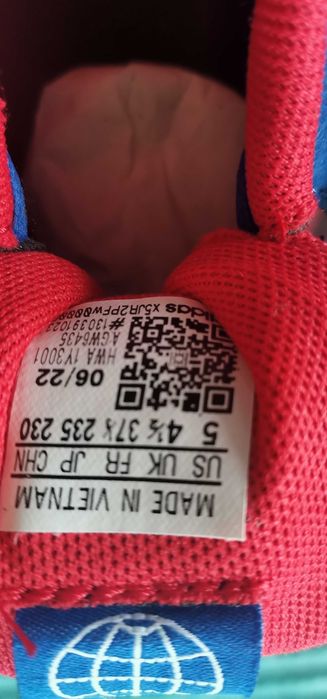 MADE IN VIETNAM
US UK FR JP CHN
5 4½ 37⅓ 235 230
06/22
HWA 1Y3001
AGW6435
#130391023
adidas